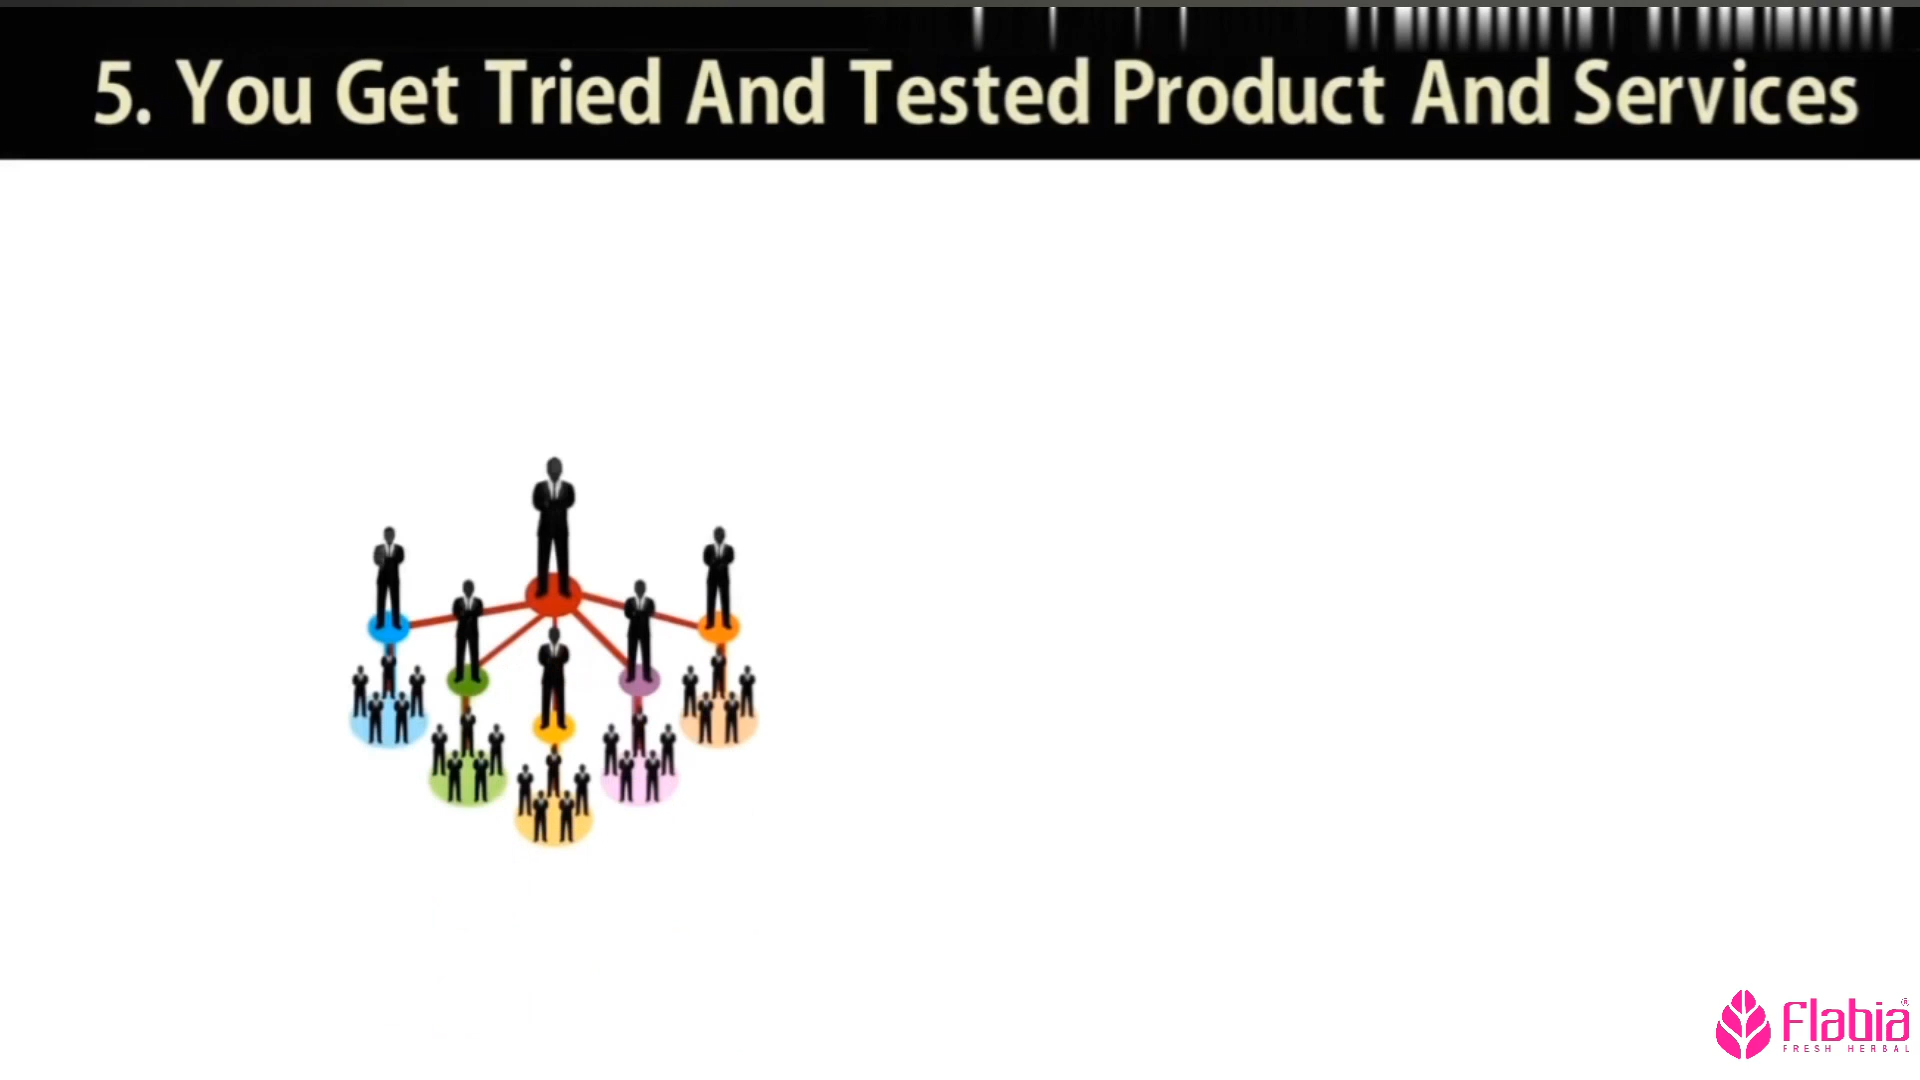 5. You Get Tried And Tested Product And Services
Flabia®
FRESH HERBAL